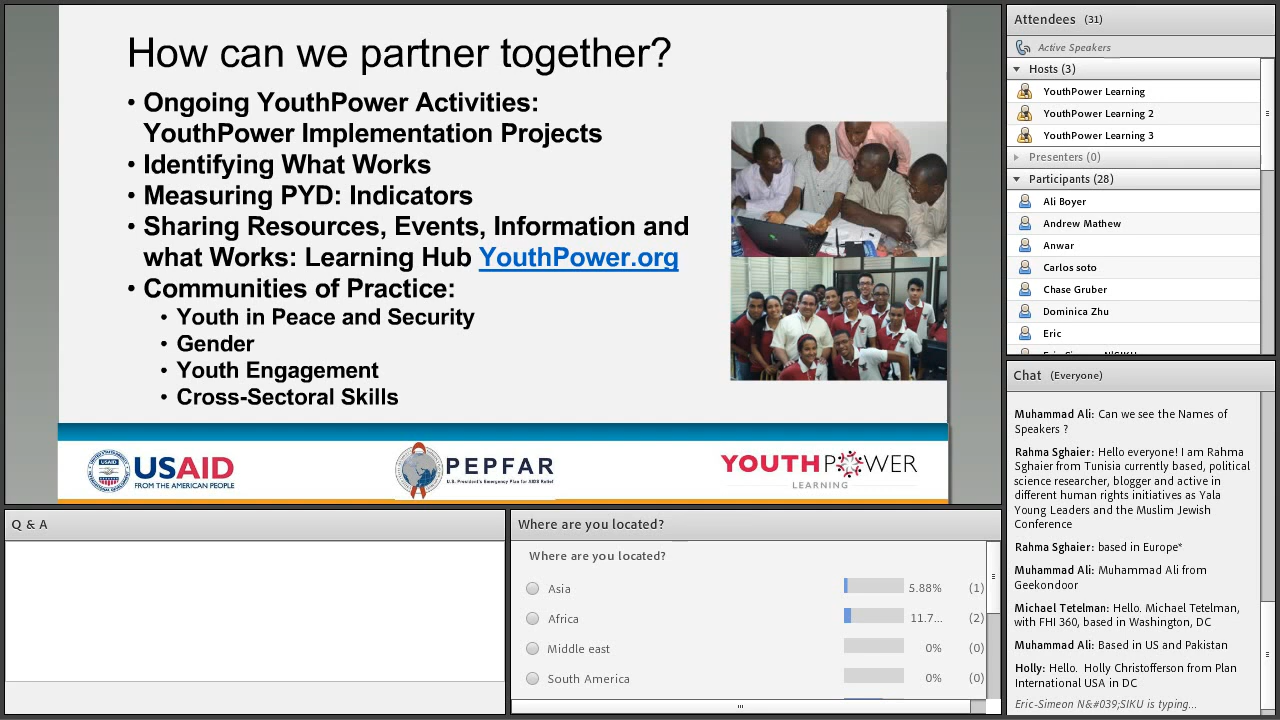 How can we partner together?
• Ongoing YouthPower Activities:
YouthPower Implementation Projects
• Identifying What Works
• Measuring PYD: Indicators
• Sharing Resources, Events, Information and
what Works: Learning Hub YouthPower.org
• Communities of Practice:
• Youth in Peace and Security
• Gender
• Youth Engagement
• Cross-Sectoral Skills
USAID
USAID
FROM THE AMERICAN PEOPLE
PEPFAR
U.S. President's Emergency Plan for AIDS Relief
YOUTHPOWER
LEARNING
Q & A
Where are you located?
Where are you located?
Asia 5.88% (1)
Africa 11.7... (2)
Middle east 0% (0)
South America 0% (0)
Attendees (31)
Active Speakers
Hosts (3)
YouthPower Learning
YouthPower Learning 2
YouthPower Learning 3
Presenters (0)
Participants (28)
Ali Boyer
Andrew Mathew
Anwar
Carlos soto
Chase Gruber
Dominica Zhu
Eric
Chat (Everyone)
Muhammad Ali: Can we see the Names of
Speakers ?
Rahma Sghaier: Hello everyone! I am Rahma
Sghaier from Tunis currently based, political
science researcher, blogger and active in
different human rights initiatives as Yala
Young Leaders and the Muslim Jewish
Conference
Rahma Sghaier: based in Europe*
Muhammad Ali: Muhammad Ali from
Geekondoor
Michael Tetelman: Hello. Michael Tetelman,
with FHI 360, based in Washington, DC
Muhammad Ali: Based in US and Pakistan
Holly: Hello. Holly Christofferson from Plan
International USA in DC
Eric-Simeon N&#039;SIKU is typing...